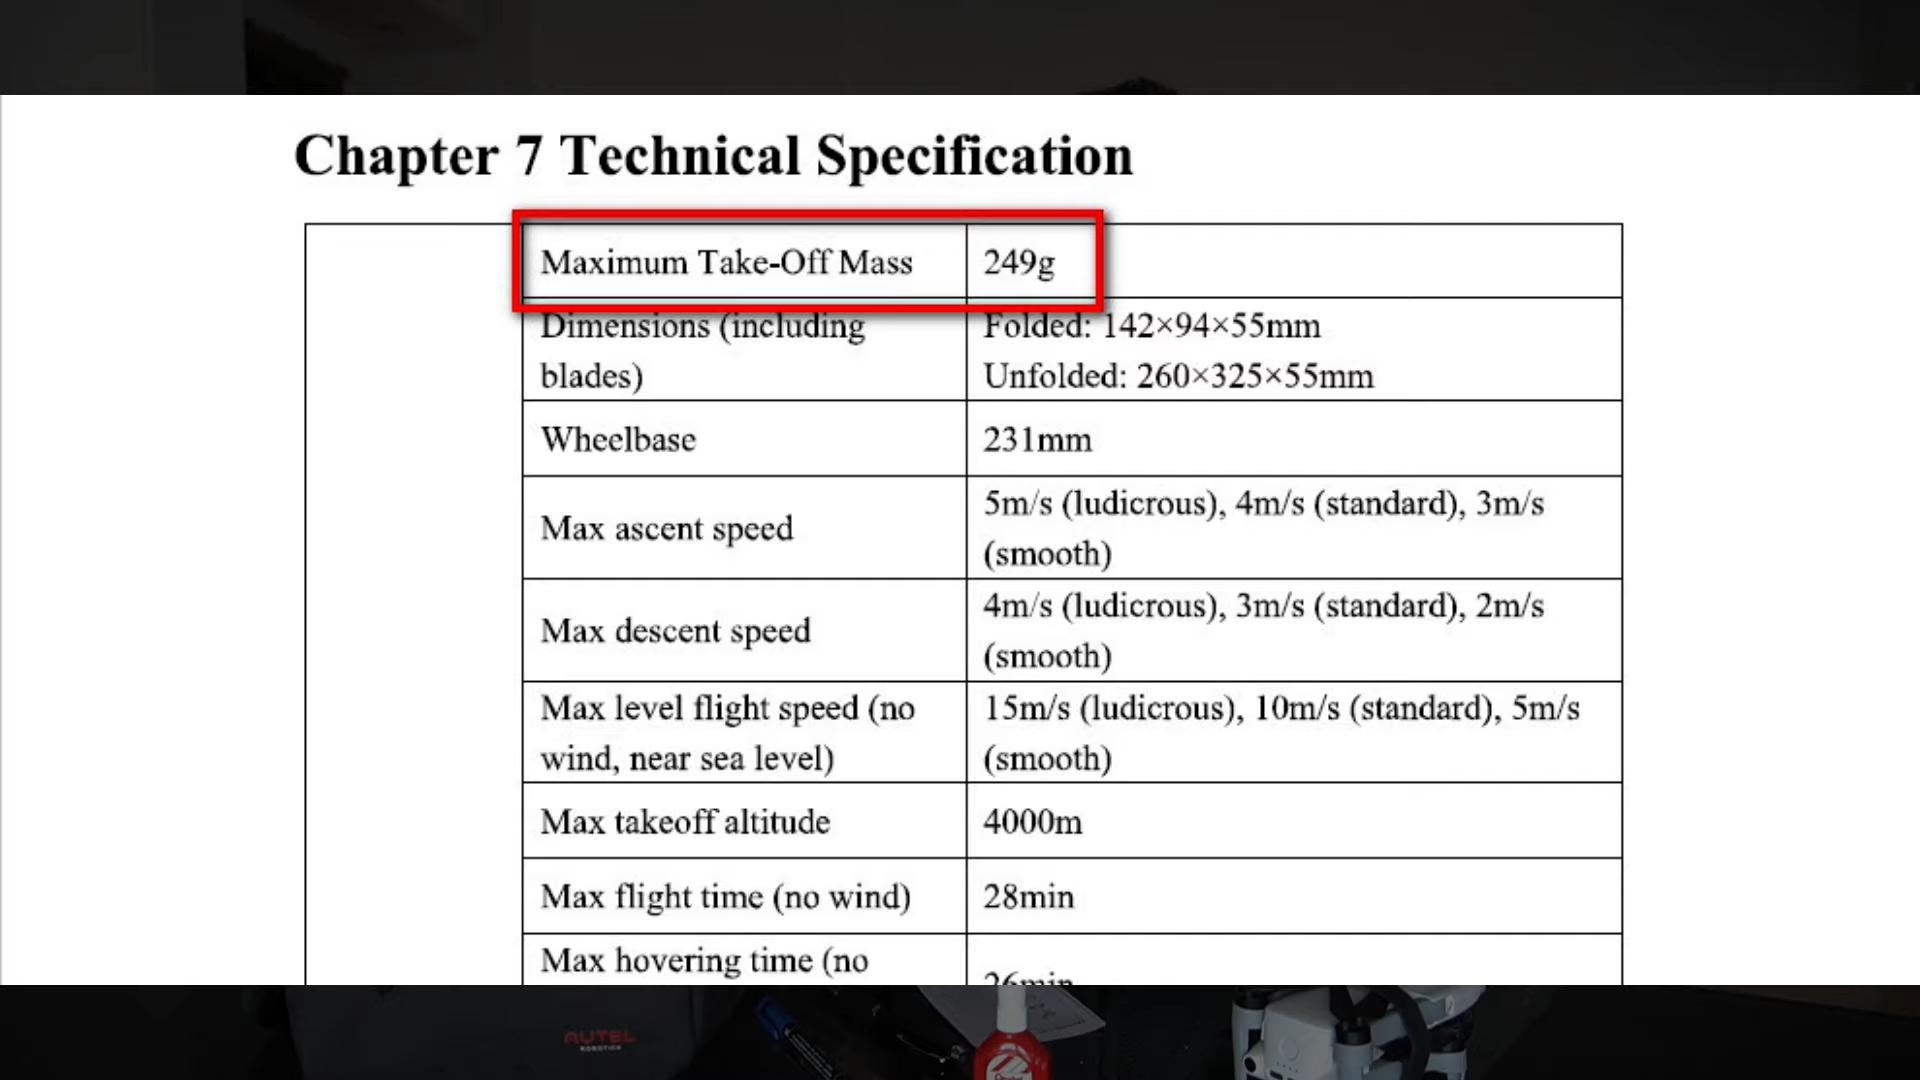 Chapter 7 Technical Specification
Maximum Take-Off Mass
249g
Dimensions (including
blades)
Folded: 142×94×55mm
Unfolded: 260×325×55mm
Wheelbase
231mm
Max ascent speed
5m/s (ludicrous), 4m/s (standard), 3m/s
(smooth)
Max descent speed
4m/s (ludicrous), 3m/s (standard), 2m/s
(smooth)
Max level flight speed (no
wind, near sea level)
15m/s (ludicrous), 10m/s (standard), 5m/s
(smooth)
Max takeoff altitude
4000m
Max flight time (no wind)
28min
Max hovering time (no
26min
AUTEL
ROBOTICS